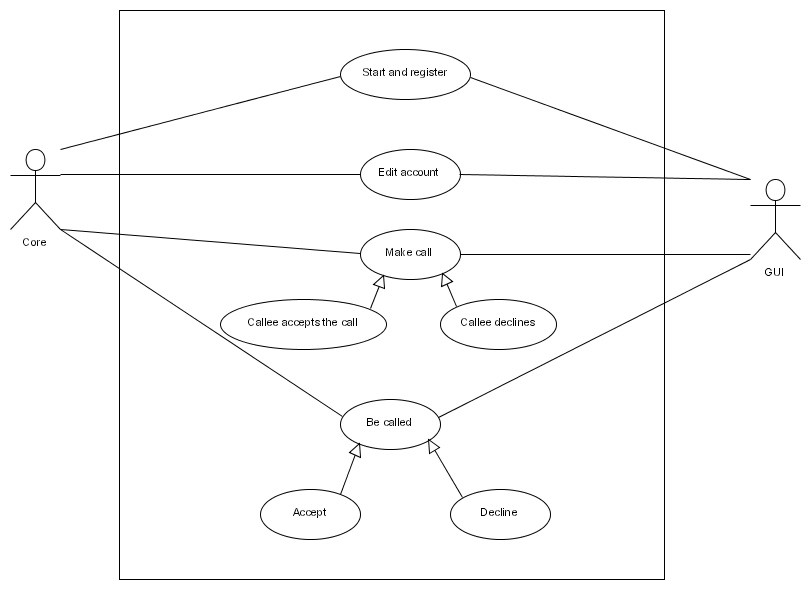 Start and register
Edit account
Core
Make call
GUI
Callee accepts the call
Callee declines
Be called
Accept
Decline